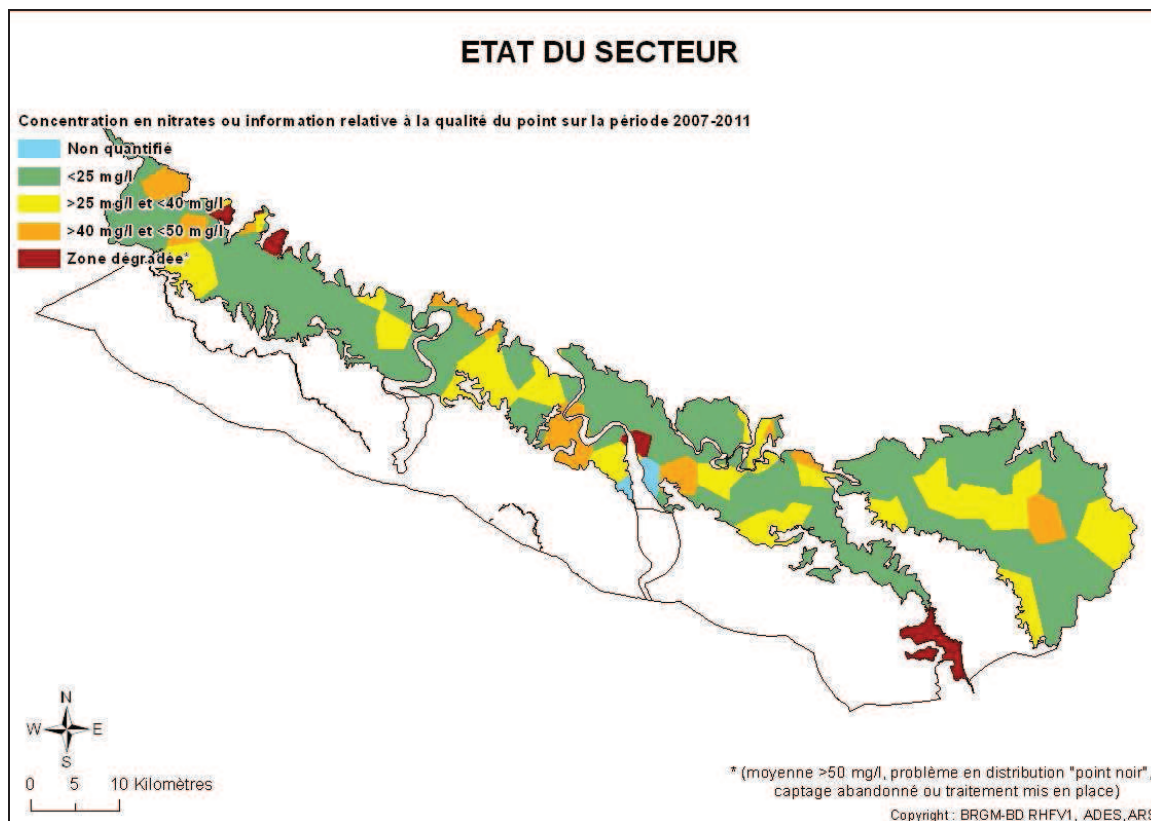 ETAT DU SECTEUR
Concentration en nitrates ou information relative à la qualité du point sur la période 2007-2011
Non quantifié
<25 mg/l
>25 mg/l et <40 mg/l
>40 mg/l et <50 mg/l
Zone dégradée*
N
W E
S
0 5 10 Kilomètres
* (moyenne >50 mg/l, problème en distribution "point noir",
captage abandonné ou traitement mis en place)
Copyright : BRGM-BD RHFV1, ADES,ARS